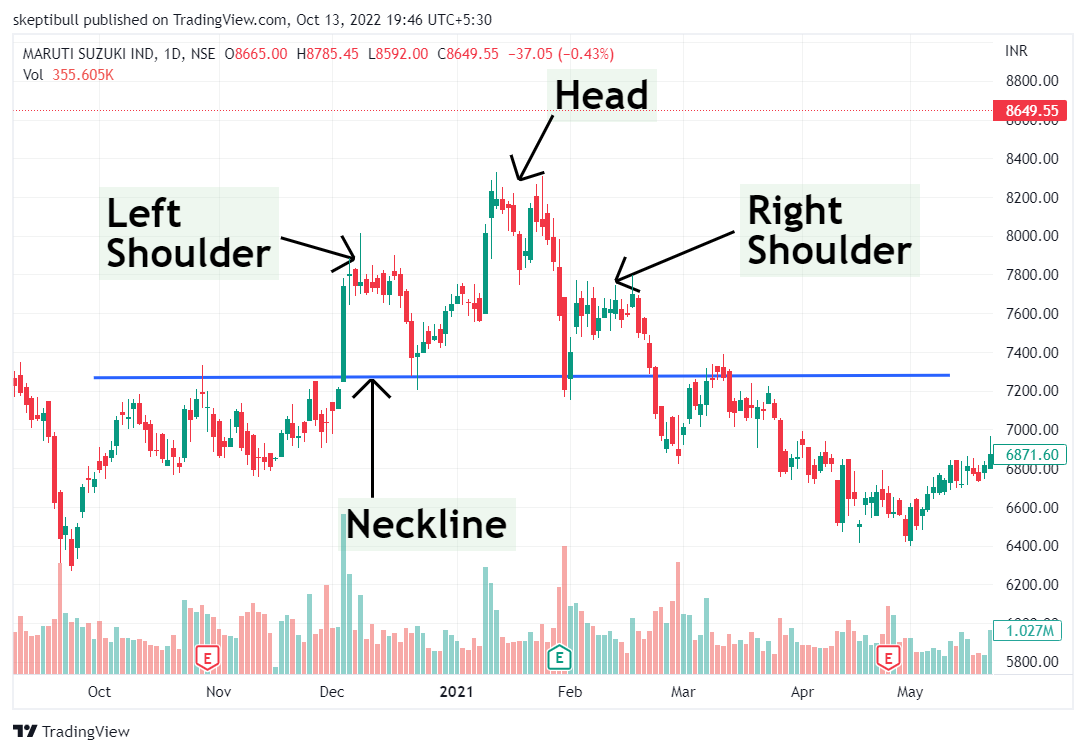 skeptibull published on TradingView.com, Oct 13, 2022 19:46 UTC+5:30
MARUTI SUZUKI IND, 1D, NSE O8665.00 H8785.45 L8592.00 C8649.55 −37.05 (−0.43%)
INR
Vol 355.605K
8800.00
Head
8649.55
8600.00
8400.00
8200.00
Left
Shoulder
Right
Shoulder
8000.00
7800.00
7600.00
7400.00
7200.00
7000.00
6871.60
6800.00
6600.00
Neckline
6400.00
6200.00
1.027M
5800.00
E
E
E
Oct Nov Dec 2021 Feb Mar Apr May
TradingView